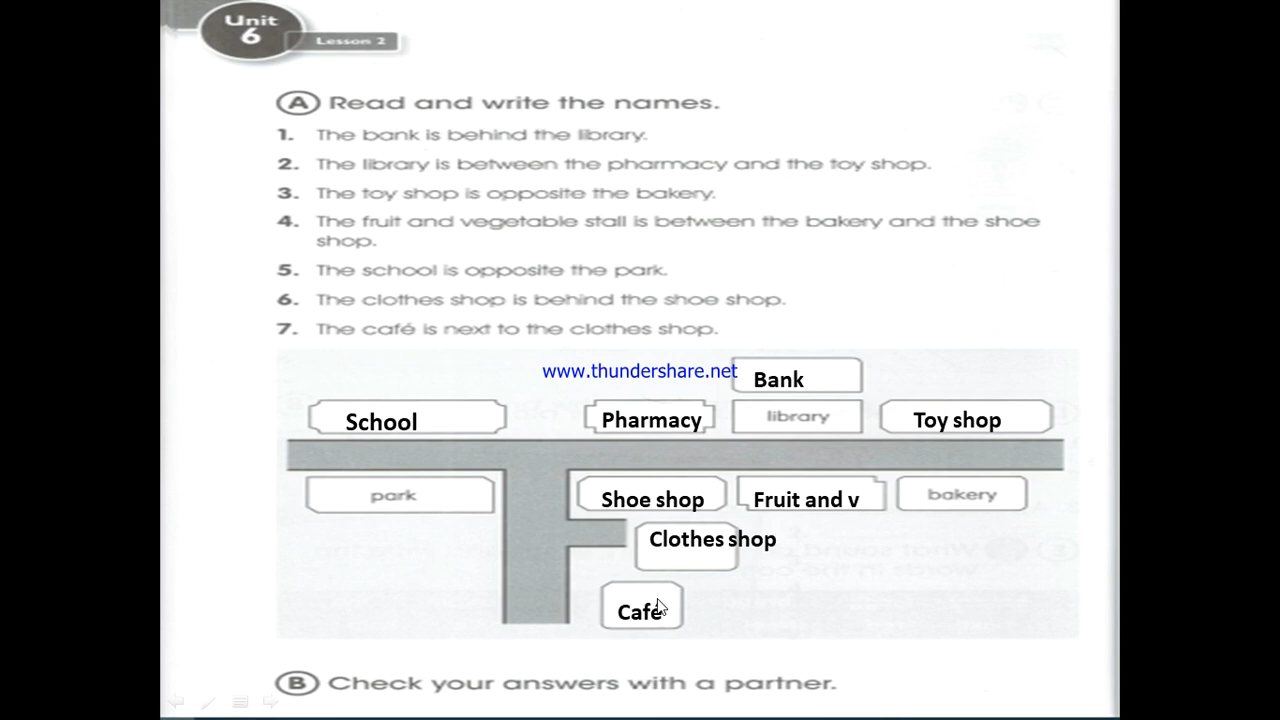 Unit
6
Lesson 2
A Read and write the names.
1. The bank is behind the library.
2. The library is between the pharmacy and the toy shop.
3. The toy shop is opposite the bakery.
4. The fruit and vegetable stall is between the bakery and the shoe
shop.
5. The school is opposite the park.
6. The clothes shop is behind the shoe shop.
7. The café is next to the clothes shop.
www.thundershare.net
Bank
School
Pharmacy
library
Toy shop
park
Shoe shop
Fruit and v
bakery
Clothes shop
Cafe
B Check your answers with a partner.